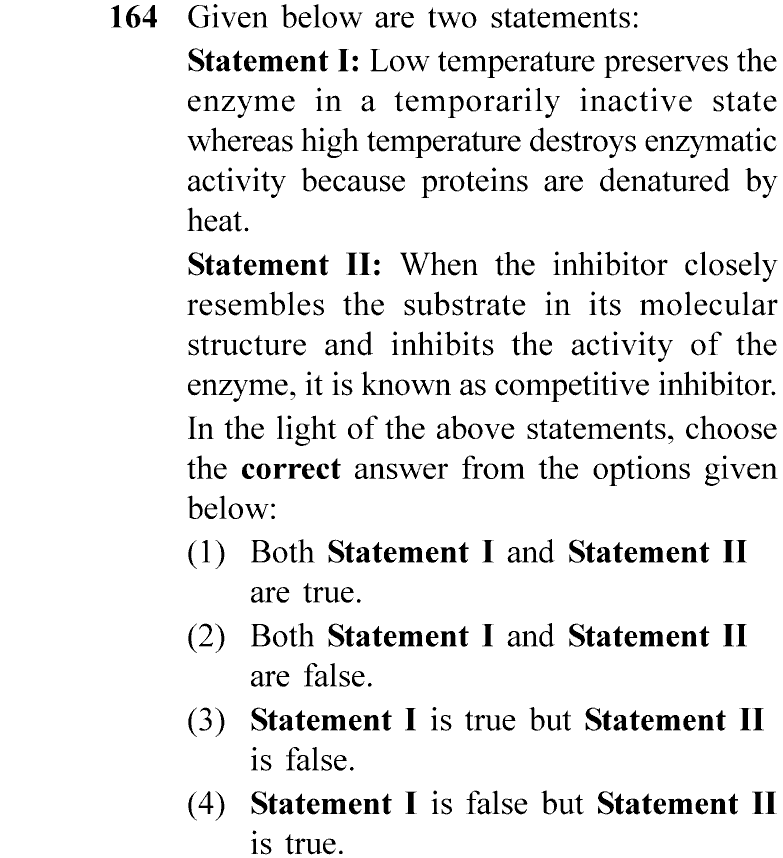 164 Given below are two statements:
Statement I: Low temperature preserves the
enzyme in a temporarily inactive state
whereas high temperature destroys enzymatic
activity because proteins are denatured by
heat.
Statement II: When the inhibitor closely
resembles the substrate in its molecular
structure and inhibits the activity of the
enzyme, it is known as competitive inhibitor.
In the light of the above statements, choose
the correct answer from the options given
below:
(1) Both Statement I and Statement II
are true.
(2) Both Statement I and Statement II
are false.
(3) Statement I is true but Statement II
is false.
(4) Statement I is false but Statement II
is true.